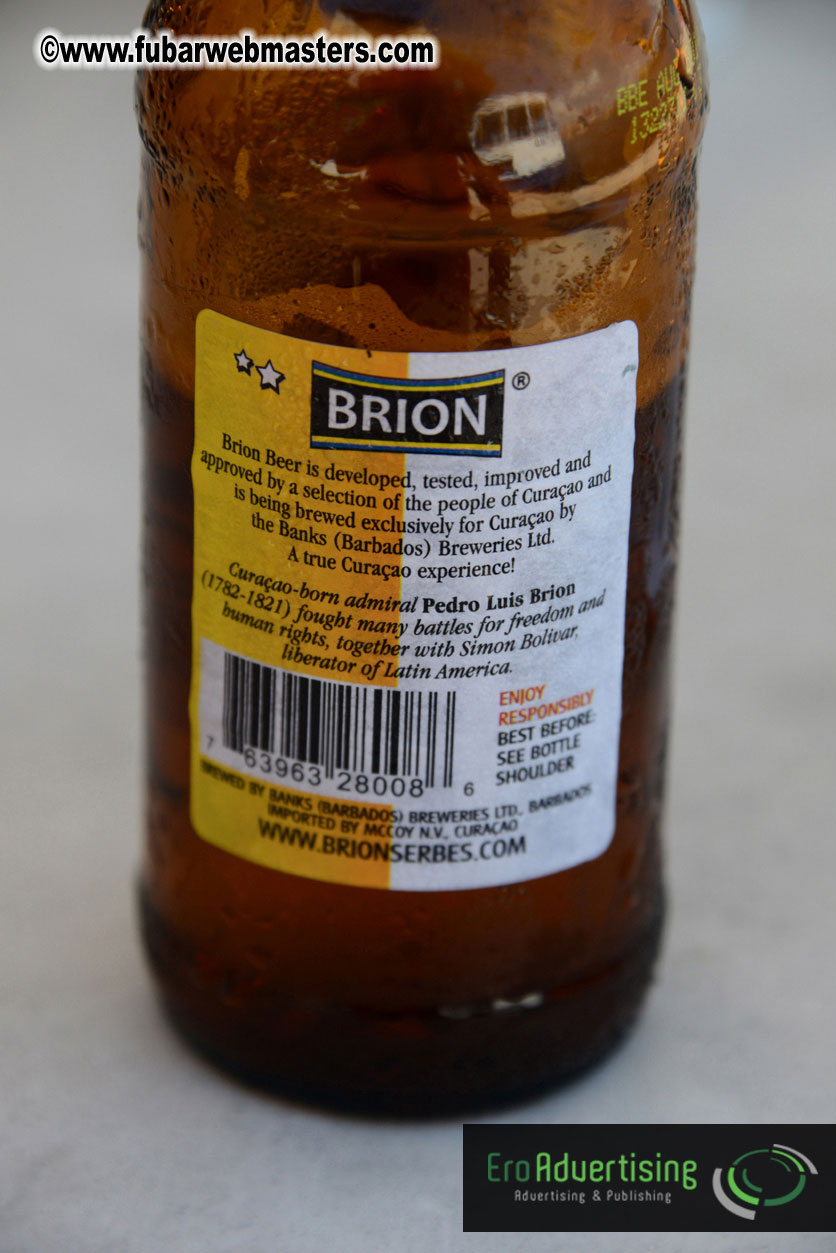 ©www.fubarwebmasters.com
BBE AU
BRION ®
Brion Beer is developed, tested, improved and
approved by a selection of the people of Curaçao and
is being brewed exclusively for Curaçao by
the Banks (Barbados) Breweries Ltd.
A true Curaçao experience!
Curaçao-born admiral Pedro Luis Brion
(1782-1821) fought many battles for freedom and
human rights, together with Simon Bolivar,
liberator of Latin America.
ENJOY
RESPONSIBLY
BEST BEFORE:
SEE BOTTLE
SHOULDER
7 63963 28008 6
BREWED BY BANKS (BARBADOS) BREWERIES LTD., BARBADOS
IMPORTED BY MCCOY N.V., CURAÇAO
WWW.BRIONSERBES.COM
EroAdvertising
Advertising & Publishing